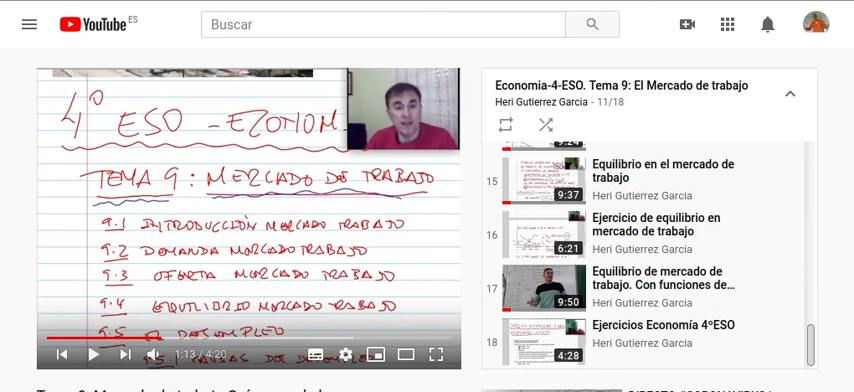 YouTube ES
Buscar
4º ESO - EZONOM
TEMA 9: MERCADO DE TRABAJO
9.1 INTRODUCCIÓN MERCADO TRABAJO
9.2 DEMANDA MERCADO TRABAJO
9.3 OFERTA MERCADO TRABAJO
9.4 EQUILIBRIO MERCADO TRABAJO
9.5 EL DESEMPLEO
1:13 / 4:20
Economia-4-ESO. Tema 9: El Mercado de trabajo
Heri Gutierrez Garcia - 11/18
9:24
15
9:37
Equilibrio en el mercado de
trabajo
Heri Gutierrez Garcia
16
6:21
Ejercicio de equilibrio en
mercado de trabajo
Heri Gutierrez Garcia
17
9:50
Equilibrio de mercado de
trabajo. Con funciones de...
Heri Gutierrez Garcia
18
4:28
Ejercicios Economía 4ºESO
Heri Gutierrez Garcia